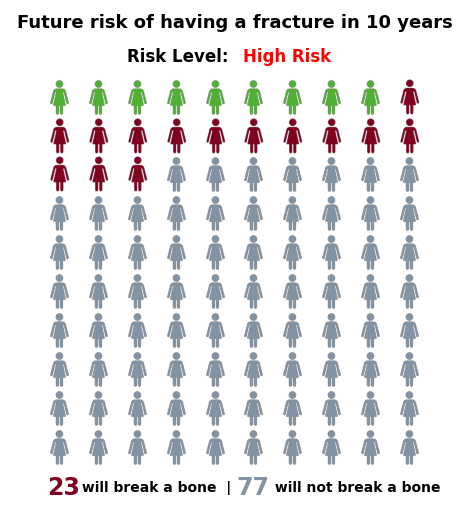 Future risk of having a fracture in 10 years
Risk Level: High Risk
23 will break a bone | 77 will not break a bone